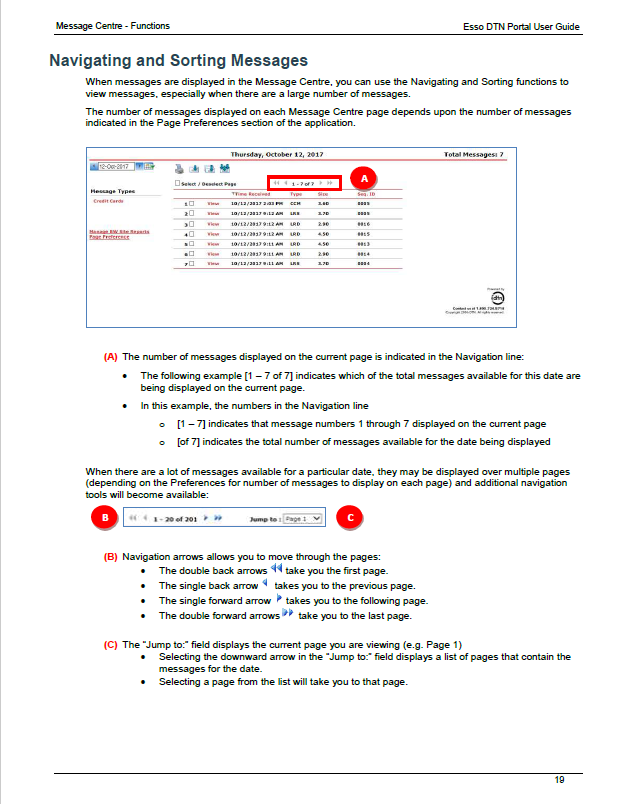 Message Centre - Functions
Esso DTN Portal User Guide
Navigating and Sorting Messages
When messages are displayed in the Message Centre, you can use the Navigating and Sorting functions to
view messages, especially when there are a large number of messages.
The number of messages displayed on each Message Centre page depends upon the number of messages
indicated in the Page Preferences section of the application.
Thursday, October 12, 2017
Total Messages: 7
12-Oct-2017
Select / Deselect Page
1 - 7 of 7
A
Message Types
Credit Cards
Manage BW Site Reports
Page Preference
Time Received Type Size Seq. ID
1 View 10/12/2017 2:03 PM CCM 3.60 0005
2 View 10/12/2017 9:12 AM LRR 3.70 0005
3 View 10/12/2017 9:12 AM LRD 2.90 0016
4 View 10/12/2017 9:12 AM LRD 4.50 0015
5 View 10/12/2017 9:11 AM LRD 4.50 0013
6 View 10/12/2017 9:11 AM LRD 2.90 0014
7 View 10/12/2017 9:11 AM LRR 3.70 0004
Powered by
dtn
(A) The number of messages displayed on the current page is indicated in the Navigation line:
• The following example [1 – 7 of 7] indicates which of the total messages available for this date are
being displayed on the current page.
• In this example, the numbers in the Navigation line
o [1 – 7] indicates that message numbers 1 through 7 displayed on the current page
o [of 7] indicates the total number of messages available for the date being displayed
When there are a lot of messages available for a particular date, they may be displayed over multiple pages
(depending on the Preferences for number of messages to display on each page) and additional navigation
tools will become available:
B
1 - 20 of 201
Jump to : Page 1
C
(B) Navigation arrows allows you to move through the pages:
• The double back arrows take you the first page.
• The single back arrow takes you to the previous page.
• The single forward arrow takes you to the following page.
• The double forward arrows take you to the last page.
(C) The "Jump to:" field displays the current page you are viewing (e.g. Page 1)
• Selecting the downward arrow in the "Jump to:" field displays a list of pages that contain the
messages for the date.
• Selecting a page from the list will take you to that page.
19